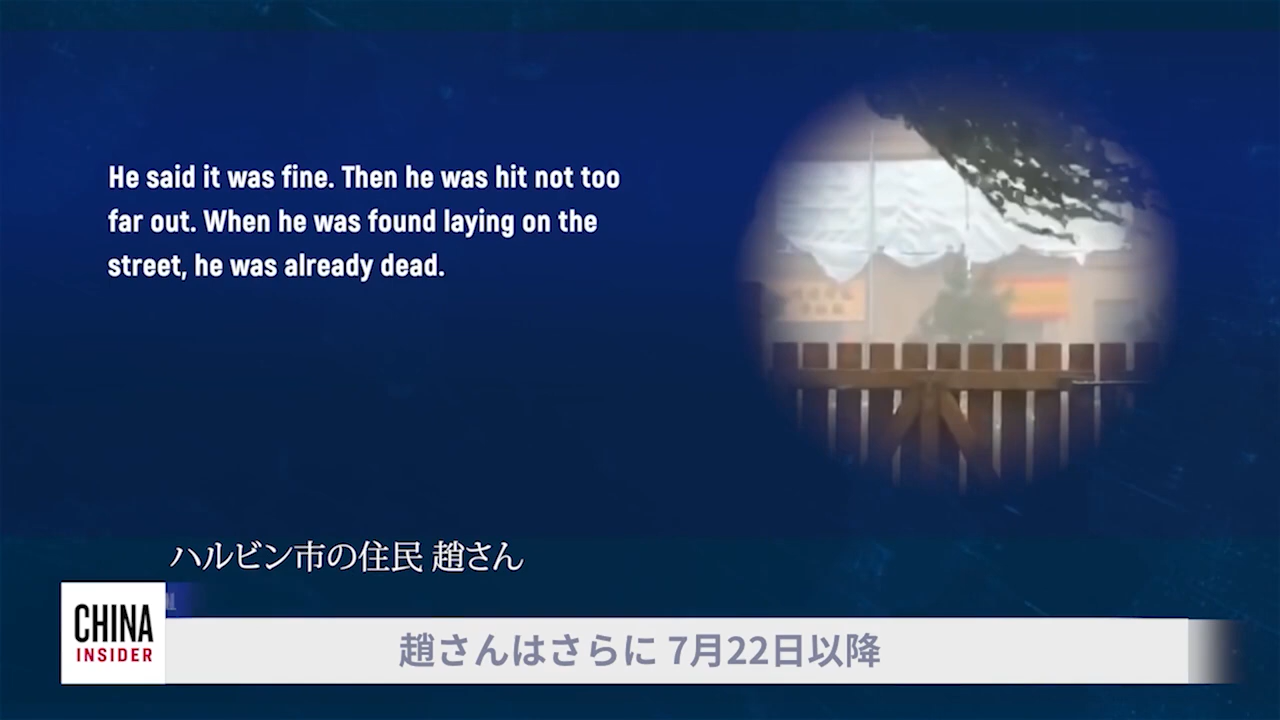 He said it was fine. Then he was hit not too
far out. When he was found laying on the
street, he was already dead.
ハルビン市の住民 趙さん
CHINA
INSIDER
趙さんはさらに 7月22日以降